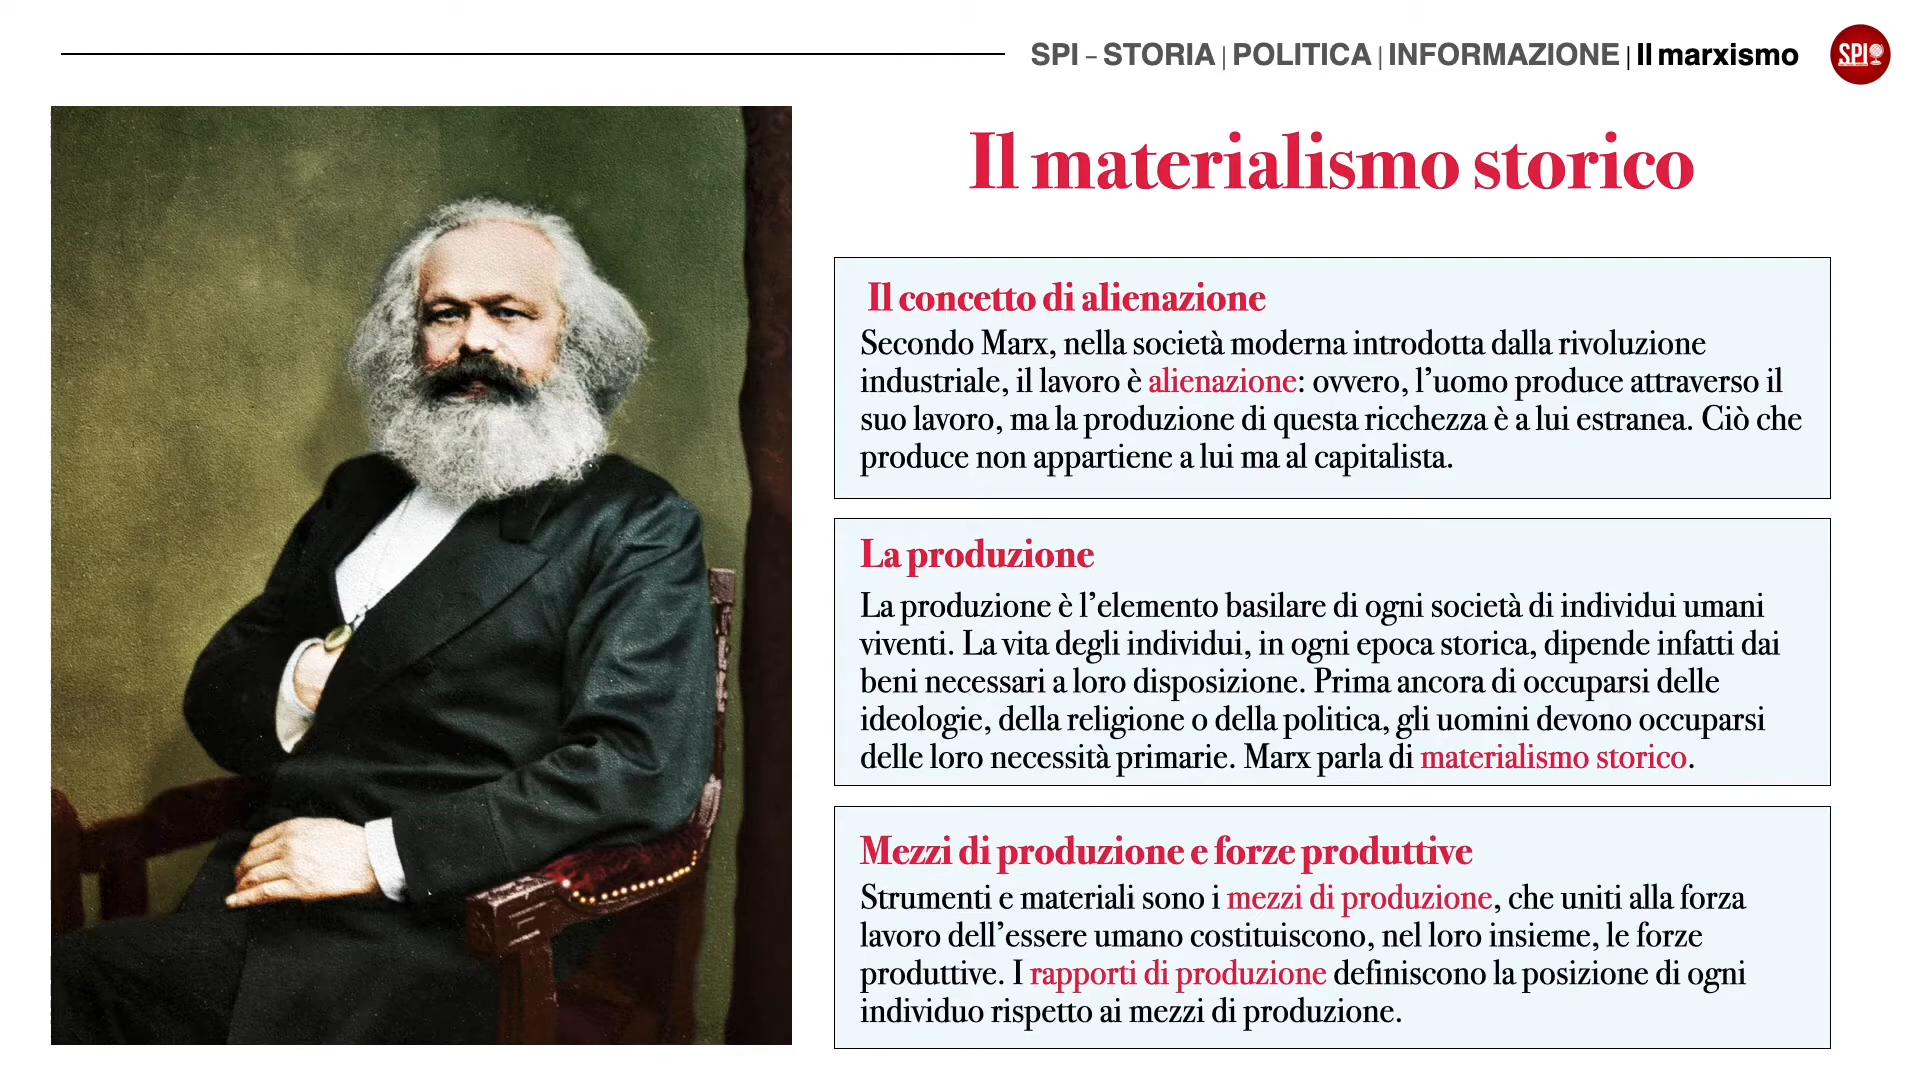 SPI – STORIA | POLITICA | INFORMAZIONE | Il marxismo
SPI
Il materialismo storico
Il concetto di alienazione
Secondo Marx, nella società moderna introdotta dalla rivoluzione
industriale, il lavoro è alienazione: ovvero, l’uomo produce attraverso il
suo lavoro, ma la produzione di questa ricchezza è a lui estranea. Ciò che
produce non appartiene a lui ma al capitalista.
La produzione
La produzione è l’elemento basilare di ogni società di individui umani
viventi. La vita degli individui, in ogni epoca storica, dipende infatti dai
beni necessari a loro disposizione. Prima ancora di occuparsi delle
ideologie, della religione o della politica, gli uomini devono occuparsi
delle loro necessità primarie. Marx parla di materialismo storico.
Mezzi di produzione e forze produttive
Strumenti e materiali sono i mezzi di produzione, che uniti alla forza
lavoro dell’essere umano costituiscono, nel loro insieme, le forze
produttive. I rapporti di produzione definiscono la posizione di ogni
individuo rispetto ai mezzi di produzione.